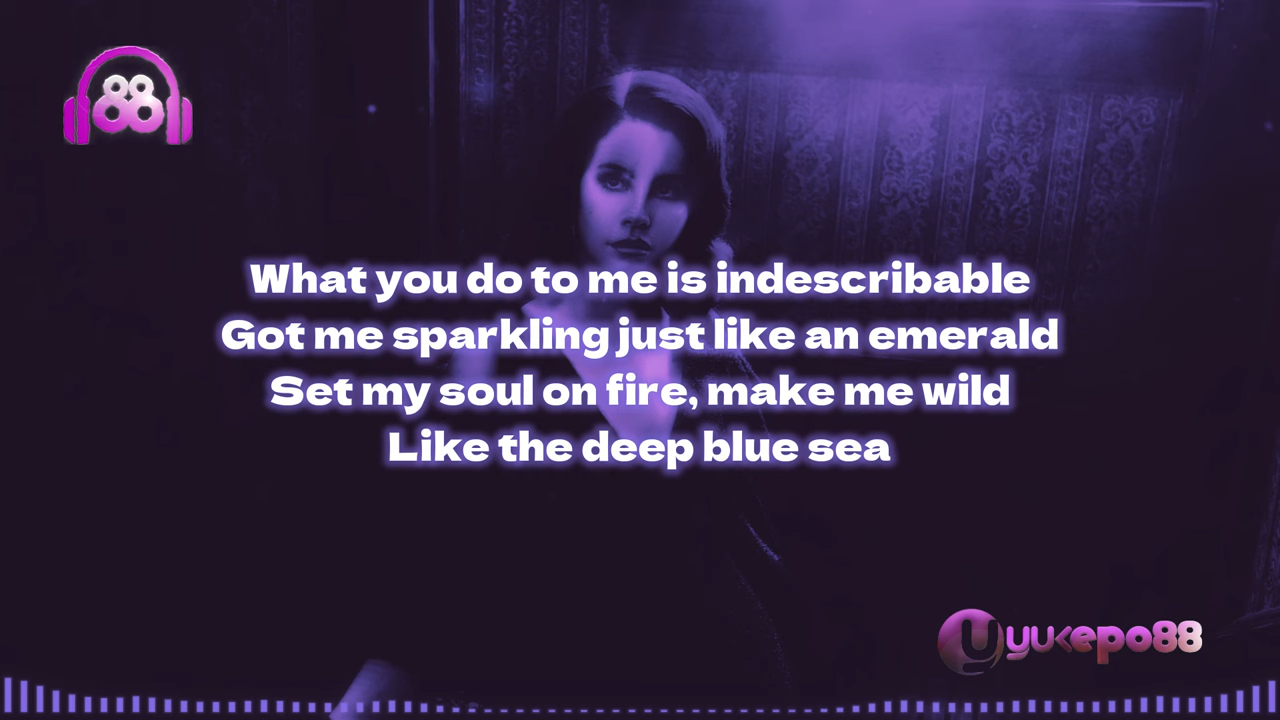 88
What you do to me is indescribable
Got me sparkling just like an emerald
Set my soul on fire, make me wild
Like the deep blue sea
yukepo88